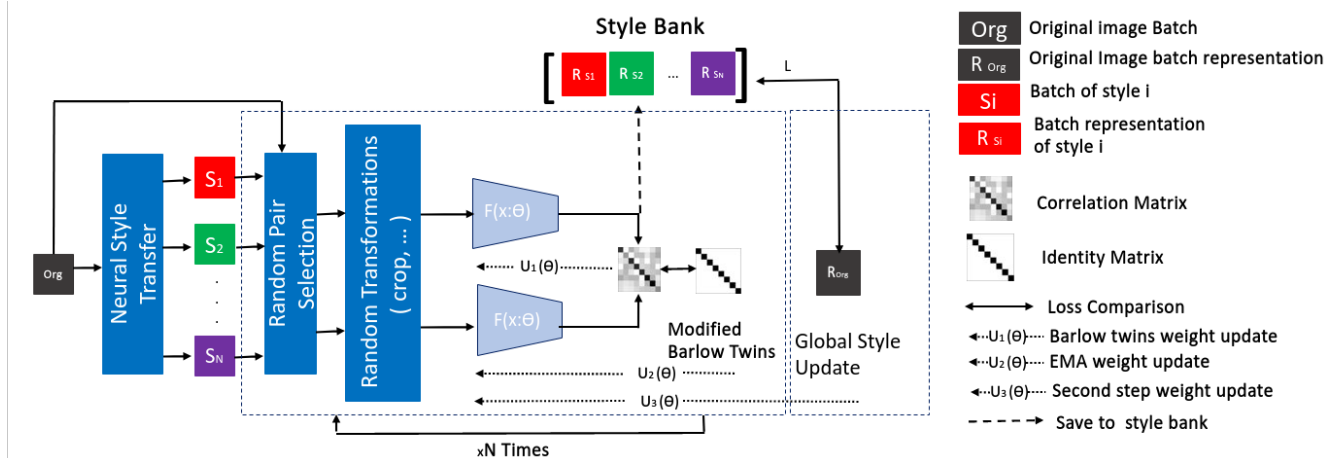 Style Bank
[ R S1 R S2 ... R SN ]
L
Org
Neural Style
Transfer
S1
S2
.
.
.
.
SN
Random Pair
Selection
Random Transformations
( crop, ... )
F(x:Θ)
F(x:Θ)
U1(Θ)
Modified
Barlow Twins
U2(Θ)
U3(Θ)
xN Times
ROrg
Global Style
Update
Org Original image Batch
R Org Original Image batch representation
Si Batch of style i
R Si Batch representation
of style i
Correlation Matrix
Identity Matrix
Loss Comparison
U1(Θ) Barlow twins weight update
U2(Θ) EMA weight update
U3(Θ) Second step weight update
Save to style bank